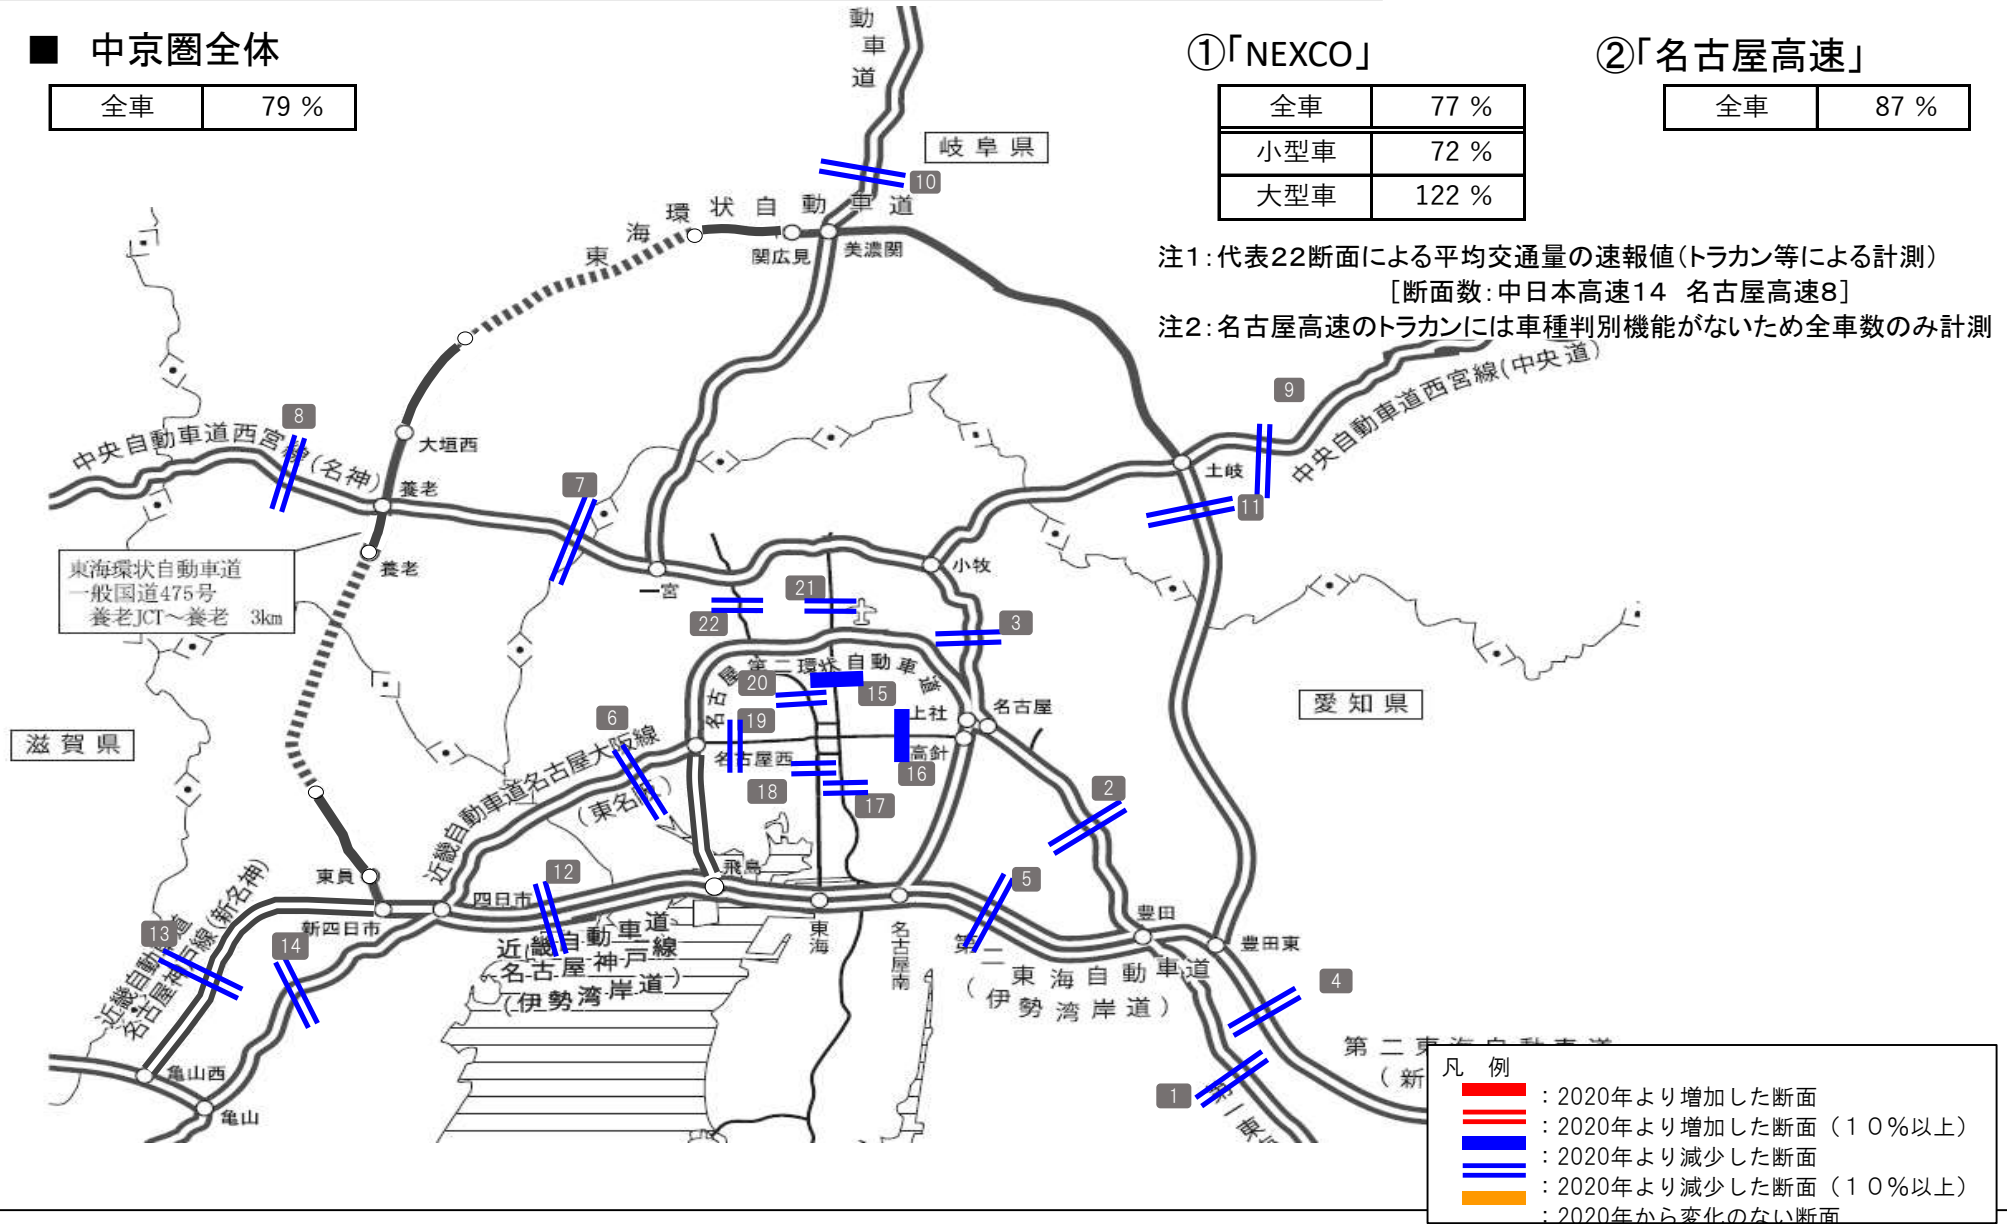 ■ 中京圏全体
全車 79 %
①「NEXCO」
全車 77 %
小型車 72 %
大型車 122 %
②「名古屋高速」
全車 87 %
注1：代表22断面による平均交通量の速報値（トラカン等による計測）
［断面数：中日本高速14　名古屋高速8］
注2：名古屋高速のトラカンには車種判別機能がないため全車数のみ計測
動車道
岐阜県
10
東海環状自動車道
関広見
美濃関
9
中央自動車道西宮線(中央道)
8
中央自動車道西宮線(名神)
大垣西
養老
7
土岐
11
養老
東海環状自動車道
一般国道475号
養老JCT～養老　3km
一宮
小牧
21
22
3
名古屋第二環状自動車道
20
15
上社
名古屋
愛知県
滋賀県
6
19
名古屋西
高針
16
18
17
2
近畿自動車道名古屋大阪線
(東名阪)
飛島
12
5
東員
四日市
新四日市
東海
名古屋南
豊田
豊田東
13
14
近畿自動車道
名古屋神戸線(新名神)
近畿自動車道
名古屋神戸線
(伊勢湾岸道)
第二東海自動車道
(伊勢湾岸道)
4
亀山西
亀山
1
第一東
第二東海自動車道
(新
凡　例
：2020年より増加した断面
：2020年より増加した断面（１０%以上）
：2020年より減少した断面
：2020年より減少した断面（１０%以上）
：2020年から変化のない断面